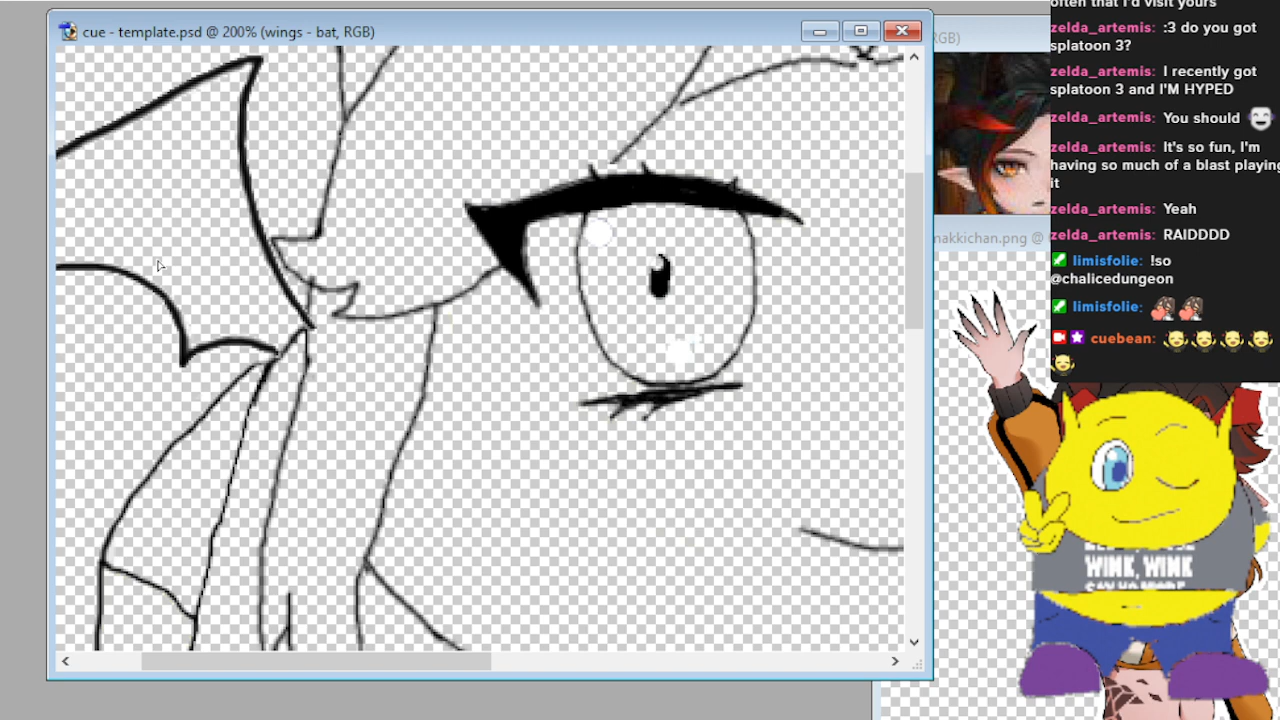 cue - template.psd @ 200% (wings - bat, RGB)
RGB)
nakkichan.png @
often that I'd visit yours
zelda_artemis: :3 do you got
splatoon 3?
zelda_artemis: I recently got
splatoon 3 and I'M HYPED
zelda_artemis: You should
zelda_artemis: It's so fun, I'm
having so much of a blast playing
it
zelda_artemis: Yeah
zelda_artemis: RAIDDDD
limisfolie: !so
@chalicedungeon
limisfolie:
cuebean:
WINK, WINK